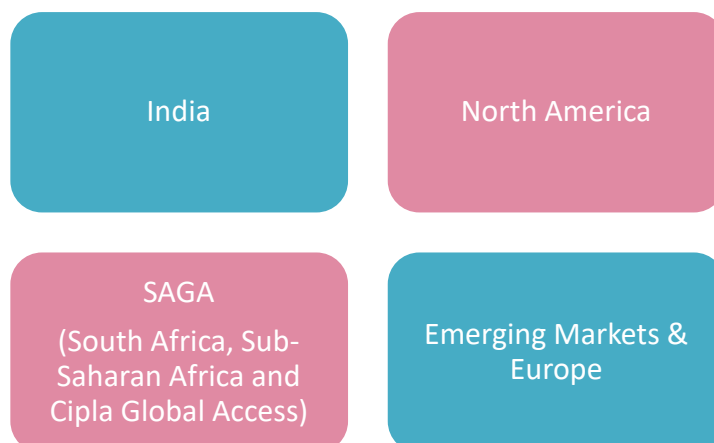 India
North America
SAGA
(South Africa, Sub-
Saharan Africa and
Cipla Global Access)
Emerging Markets &
Europe